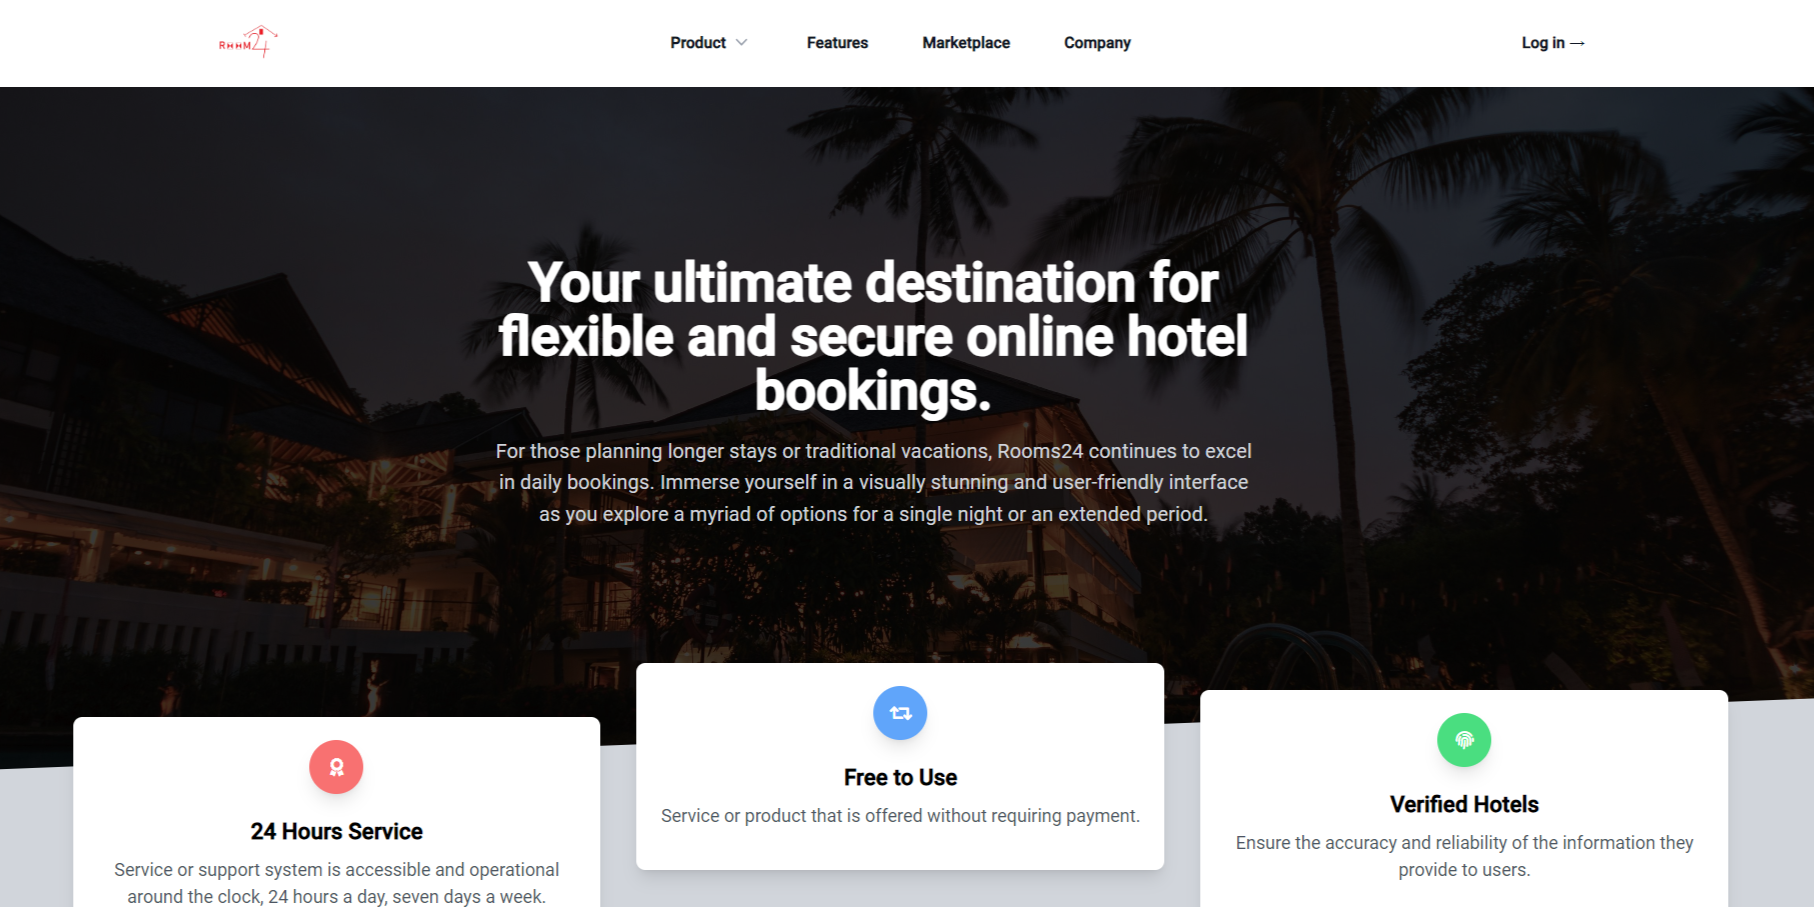 RHHM24
Product
Features
Marketplace
Company
Log in →
Your ultimate destination for
flexible and secure online hotel
bookings.
For those planning longer stays or traditional vacations, Rooms24 continues to excel
in daily bookings. Immerse yourself in a visually stunning and user-friendly interface
as you explore a myriad of options for a single night or an extended period.
24 Hours Service
Service or support system is accessible and operational
around the clock, 24 hours a day, seven days a week.
Free to Use
Service or product that is offered without requiring payment.
Verified Hotels
Ensure the accuracy and reliability of the information they
provide to users.